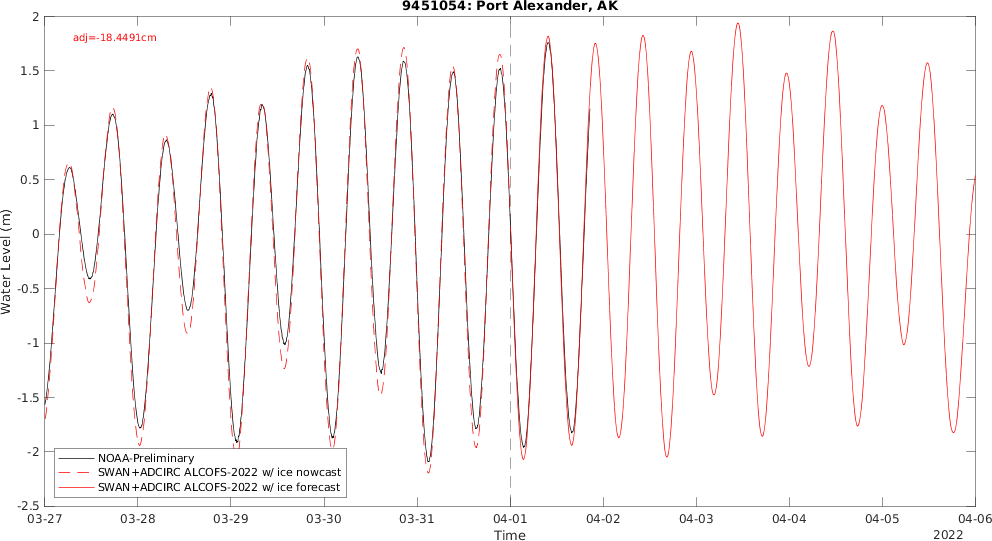 9451054: Port Alexander, AK
adj=-18.4491cm
Water Level (m)
2
1.5
1
0.5
0
-0.5
-1
-1.5
-2
-2.5
NOAA-Preliminary
SWAN+ADCIRC ALCOFS-2022 w/ ice nowcast
SWAN+ADCIRC ALCOFS-2022 w/ ice forecast
03-27 03-28 03-29 03-30 03-31 04-01 04-02 04-03 04-04 04-05 04-06
Time
2022